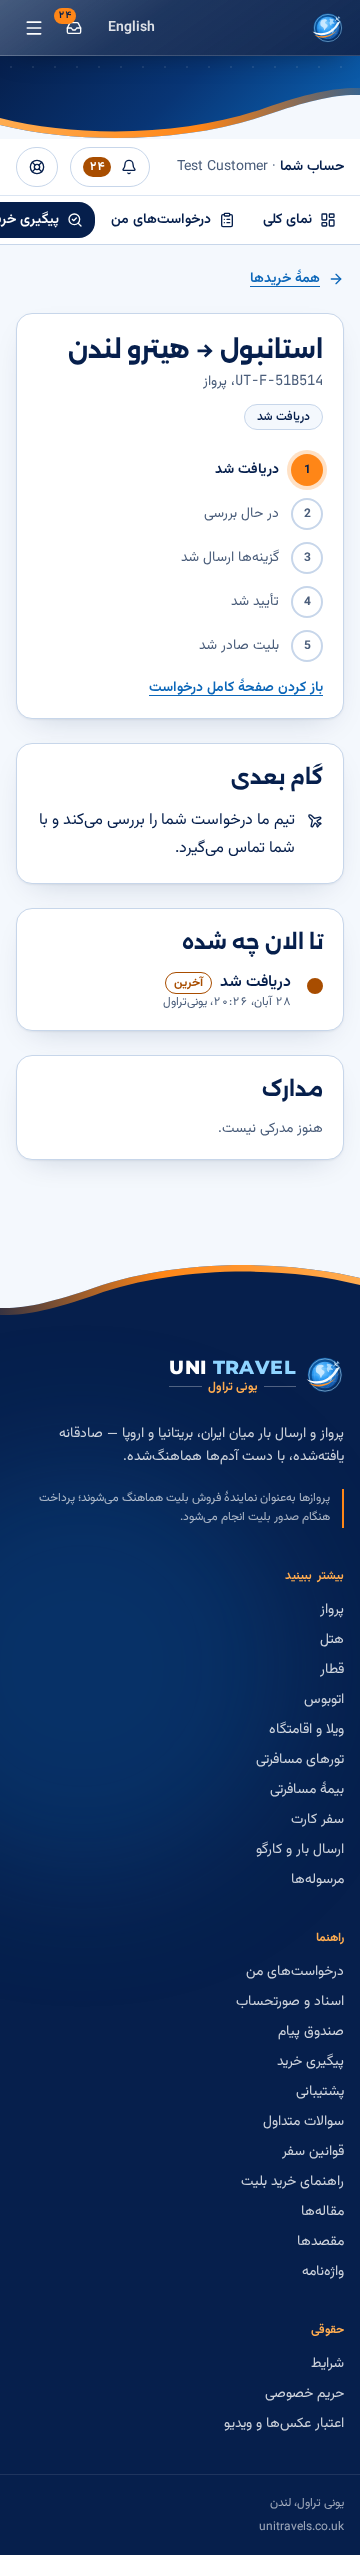 English
۲۴
حساب شما · Test Customer
۲۴
نمای کلی
درخواست‌های من
همهٔ خریدها
استانبول → هیترو لندن
UT-F-51B514، پرواز
دریافت شد
1 دریافت شد
2 در حال بررسی
3 گزینه‌ها ارسال شد
4 تأیید شد
5 بلیت صادر شد
باز کردن صفحهٔ کامل درخواست
گام بعدی
تیم ما درخواست شما را بررسی می‌کند و با
شما تماس می‌گیرد.
تا الان چه شده
دریافت شد آخرین
۲۸ آبان، ۲۰:۲۶، یونی‌تراول
مدارک
هنوز مدرکی نیست.
UNI TRAVEL
یونی تراول
پرواز و ارسال بار میان ایران، بریتانیا و اروپا — صادقانه
یافته‌شده، با دست آدم‌ها هماهنگ‌شده.
پروازها به‌عنوان نمایندهٔ فروش بلیت هماهنگ می‌شوند؛ پرداخت
هنگام صدور بلیت انجام می‌شود.
بیشتر ببینید
پرواز
هتل
قطار
اتوبوس
ویلا و اقامتگاه
تورهای مسافرتی
بیمهٔ مسافرتی
سفر کارت
ارسال بار و کارگو
مرسوله‌ها
راهنما
درخواست‌های من
اسناد و صورتحساب
صندوق پیام
پیگیری خرید
پشتیبانی
سوالات متداول
قوانین سفر
راهنمای خرید بلیت
مقاله‌ها
مقصدها
واژه‌نامه
حقوقی
شرایط
حریم خصوصی
اعتبار عکس‌ها و ویدیو
یونی تراول، لندن
unitravels.co.uk